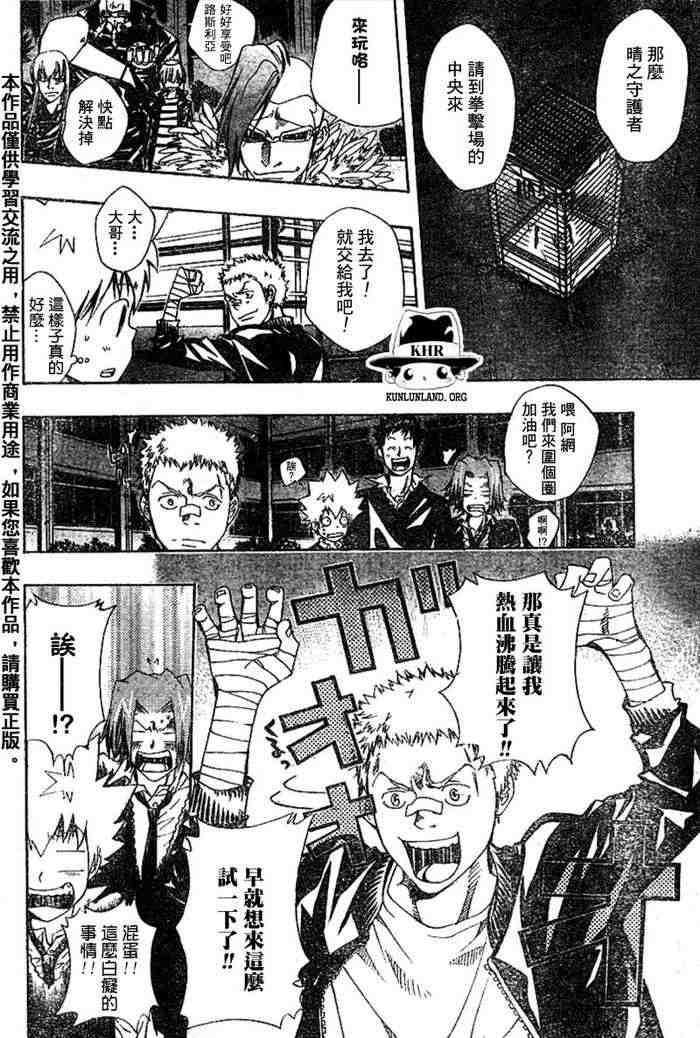 那麼
晴之守護者
請到拳擊場的
中央來
來玩咯——
好好享受吧
路斯利亞
快點
解決掉
我去了!
就交給我吧!
大…
大哥…
這樣子真的
好麼…
KHR
KUNLUNLAND.ORG
喂 阿網
我們來圍個圈
加油吧?
啊啊!?
誒?
那真是讓我
熱血沸騰起來了!!
ガオオオ
早就想來這麼
試一下了!!
誒——!?
混蛋!!
這麼白癡的
事情!!
本作品僅供學習交流之用，禁止用作商業用途，如果您喜歡本作品，請購買正版。